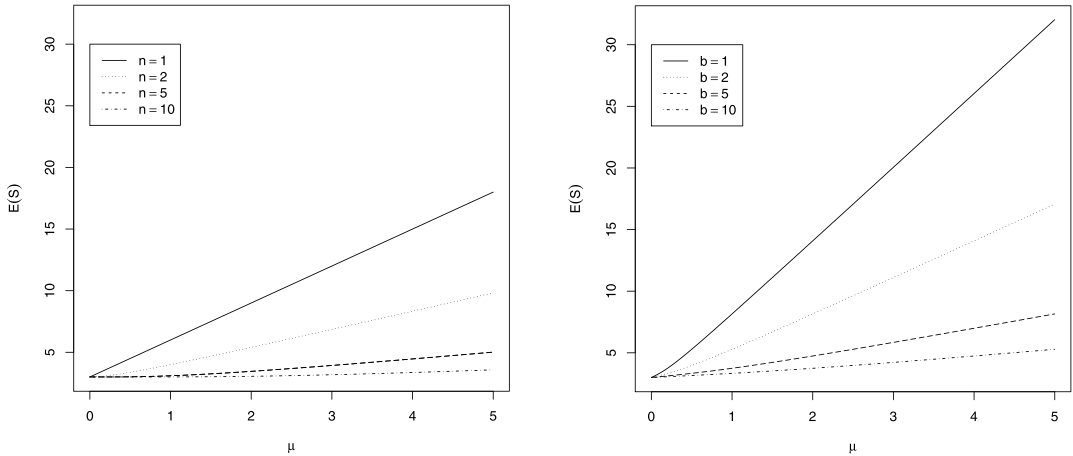 E(S)
30
25
20
15
10
5
n = 1
n = 2
n = 5
n = 10
0 1 2 3 4 5
μ
E(S)
30
25
20
15
10
5
b = 1
b = 2
b = 5
b = 10
0 1 2 3 4 5
μ